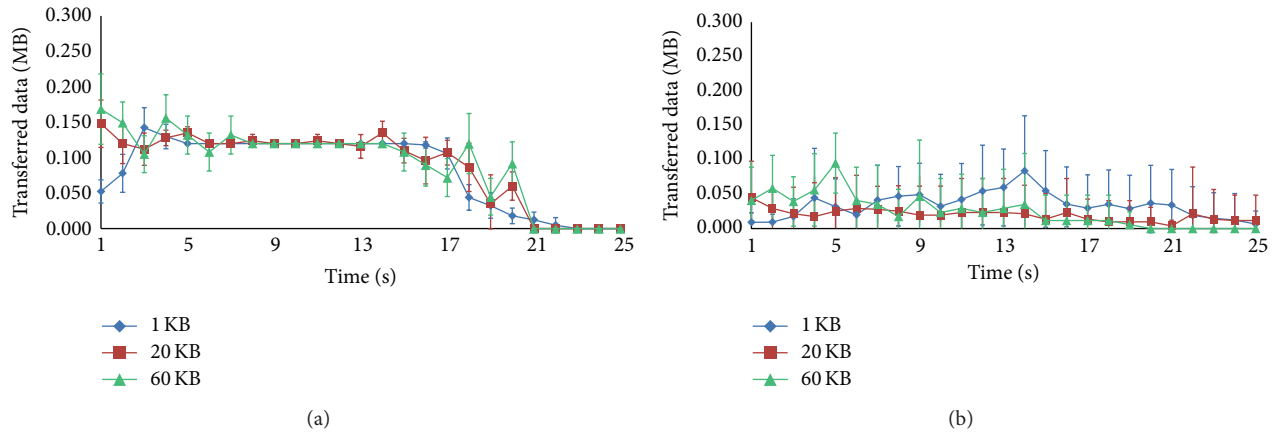 Transferred data (MB)
0.300
0.250
0.200
0.150
0.100
0.050
0.000
1 5 9 13 17 21 25
Time (s)
1 KB
20 KB
60 KB
(a)
Transferred data (MB)
0.300
0.250
0.200
0.150
0.100
0.050
0.000
1 5 9 13 17 21 25
Time (s)
1 KB
20 KB
60 KB
(b)